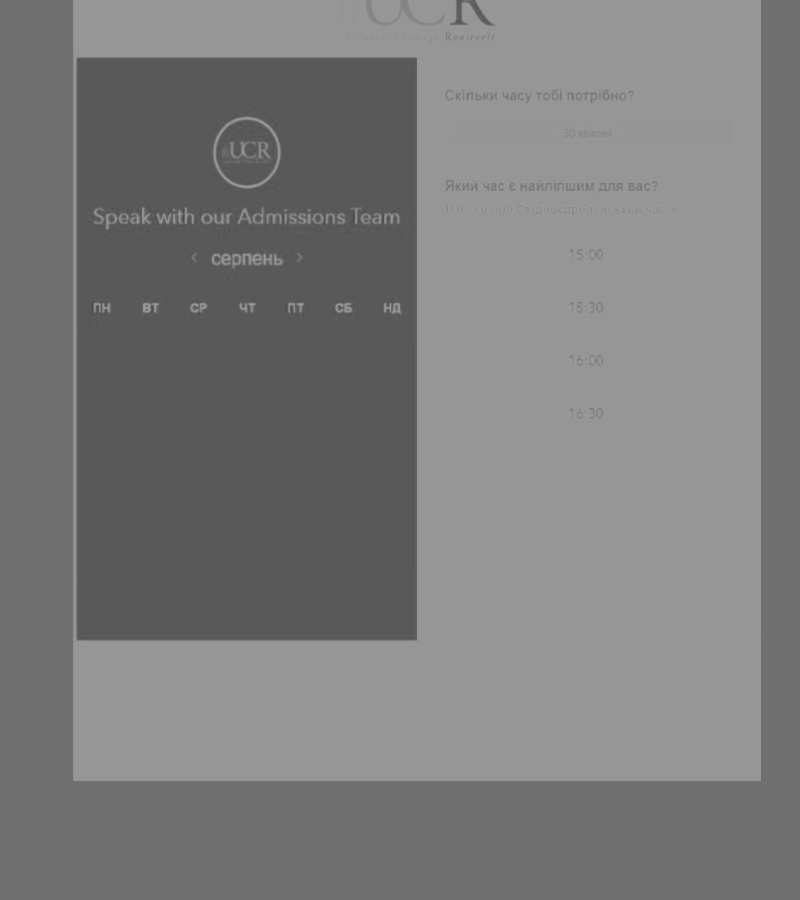 UCR
University College Roosevelt
UCR
Speak with our Admissions Team
‹ серпень ›
ПН ВТ СР ЧТ ПТ СБ НД
Скільки часу тобі потрібно?
30 хвилин
Який час є найліпшим для вас?
Східноєвропейський час
15:00
15:30
16:00
16:30